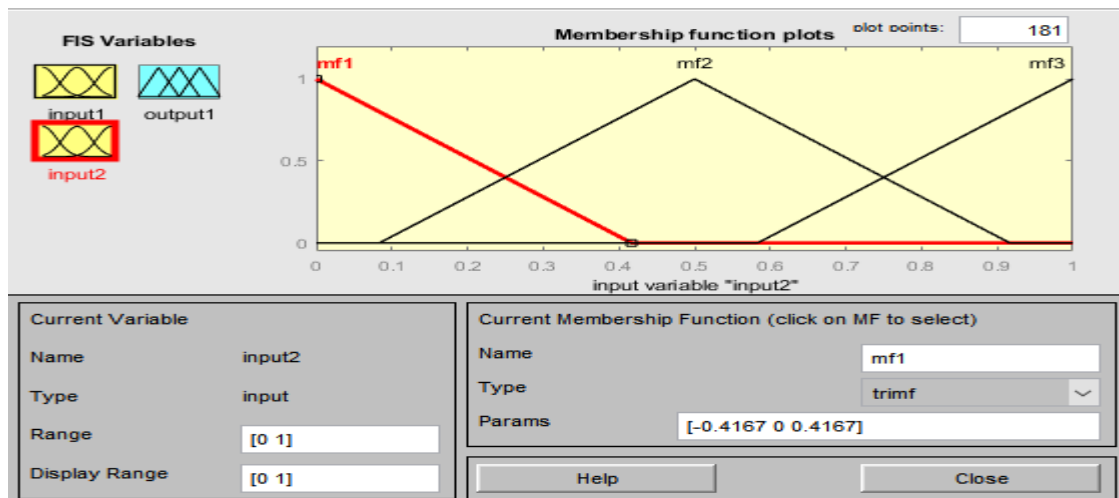 FIS Variables
Membership function plots
plot points:
181
input1
output1
input2
mf1
mf2
mf3
1
0.5
0
0 0.1 0.2 0.3 0.4 0.5 0.6 0.7 0.8 0.9 1
input variable "input2"
Current Variable
Name input2
Type input
Range [0 1]
Display Range [0 1]
Current Membership Function (click on MF to select)
Name mf1
Type trimf
Params [-0.4167 0 0.4167]
Help
Close